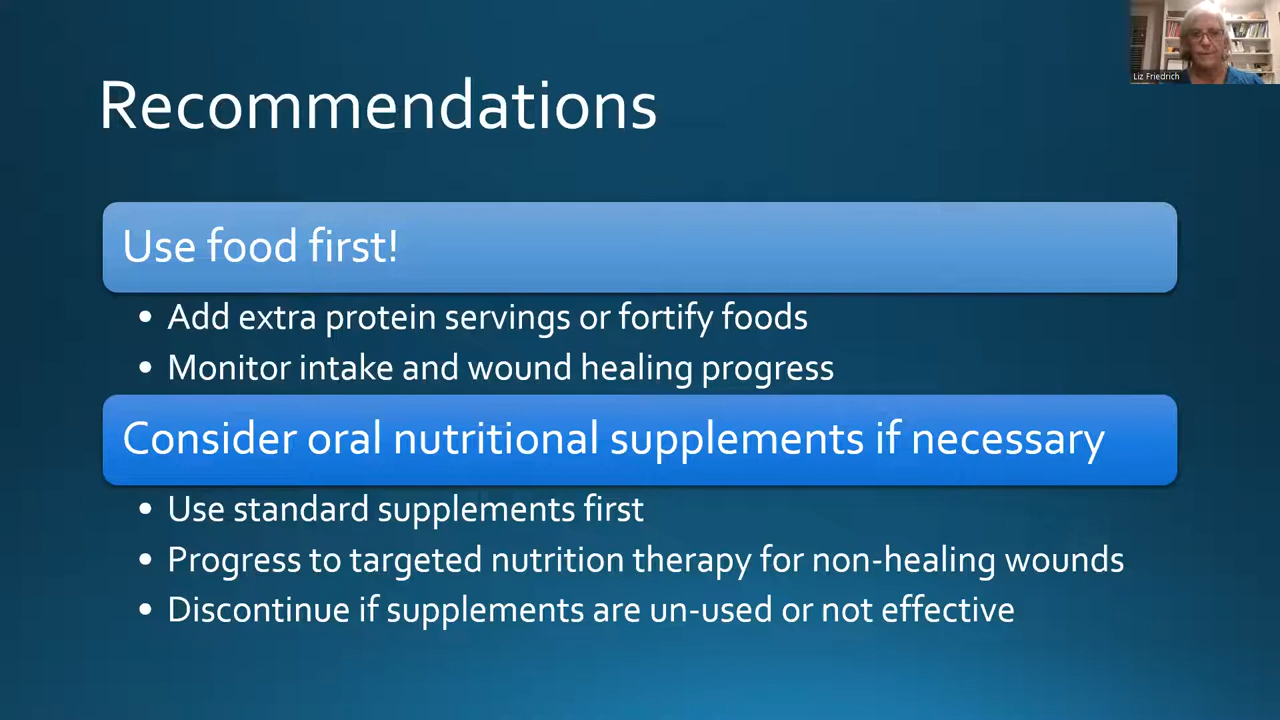 Liz Friedrich
Recommendations
Use food first!
• Add extra protein servings or fortify foods
• Monitor intake and wound healing progress
Consider oral nutritional supplements if necessary
• Use standard supplements first
• Progress to targeted nutrition therapy for non-healing wounds
• Discontinue if supplements are un-used or not effective